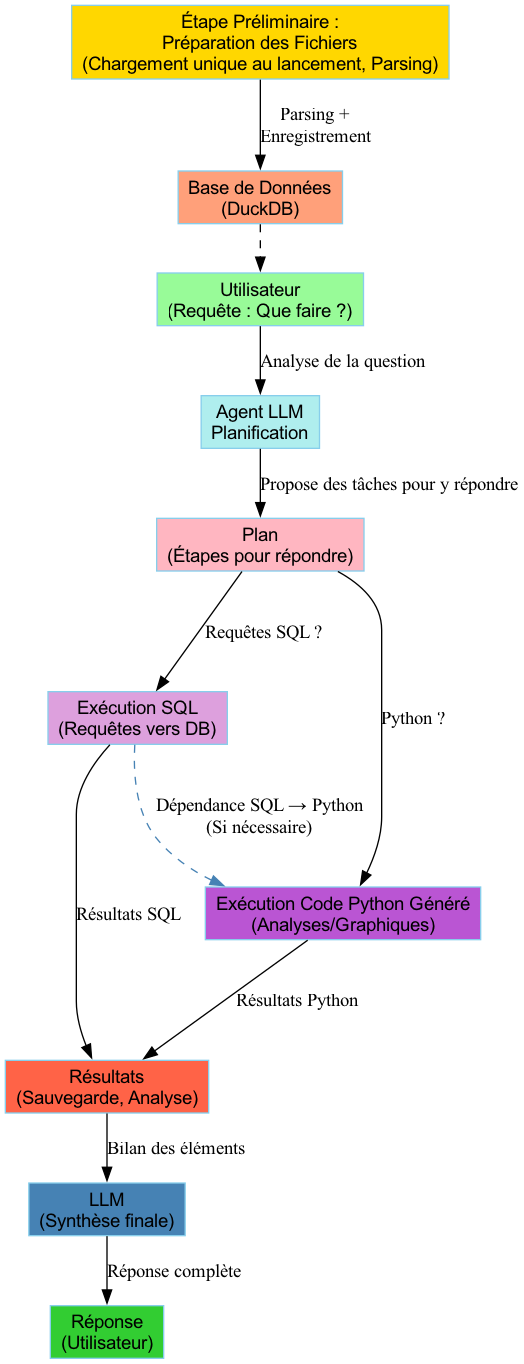 Étape Préliminaire :
Préparation des Fichiers
(Chargement unique au lancement, Parsing)
Parsing +
Enregistrement
Base de Données
(DuckDB)
Utilisateur
(Requête : Que faire ?)
Analyse de la question
Agent LLM
Planification
Propose des tâches pour y répondre
Plan
(Étapes pour répondre)
Requêtes SQL ?
Python ?
Exécution SQL
(Requêtes vers DB)
Dépendance SQL → Python
(Si nécessaire)
Exécution Code Python Généré
(Analyses/Graphiques)
Résultats SQL
Résultats Python
Résultats
(Sauvegarde, Analyse)
Bilan des éléments
LLM
(Synthèse finale)
Réponse complète
Réponse
(Utilisateur)